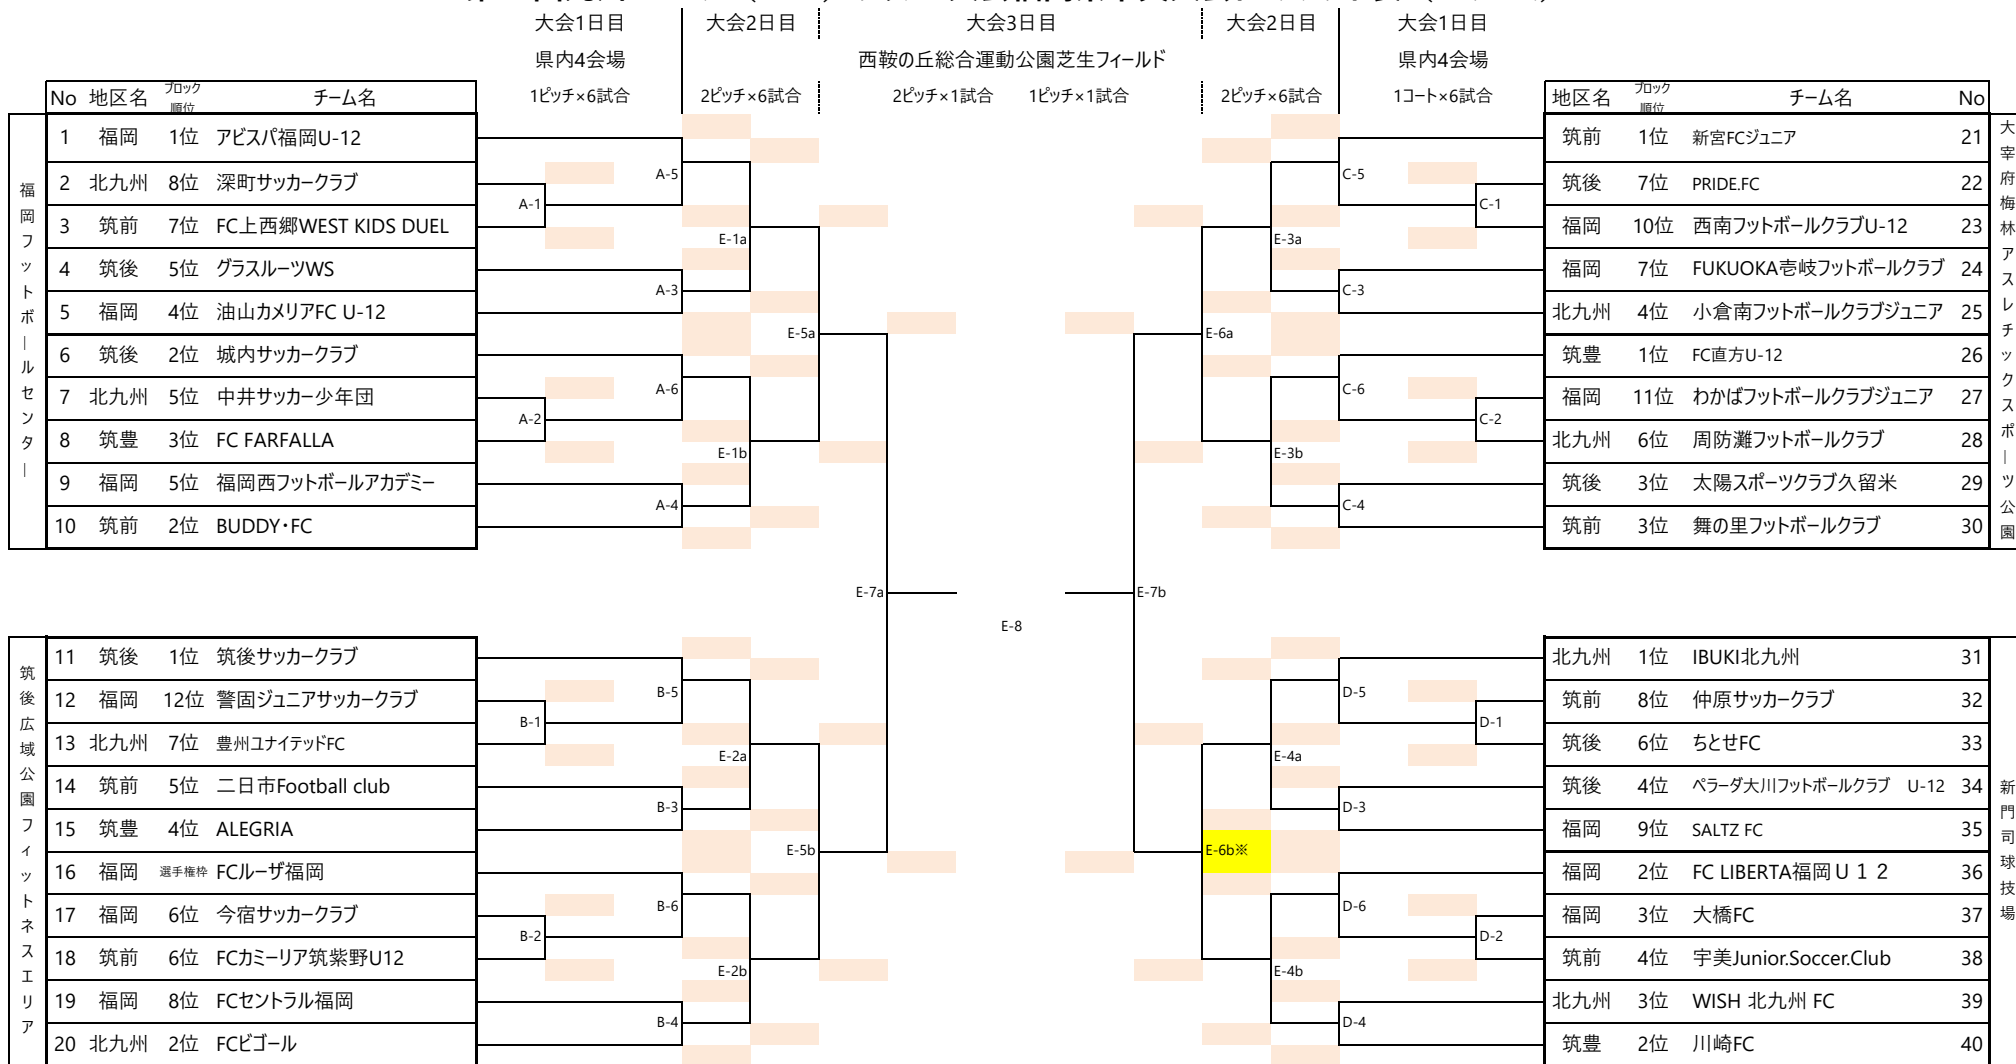 大会1日目 大会2日目 大会3日目 大会2日目 大会1日目
県内4会場 西鞍の丘総合運動公園芝生フィールド 県内4会場
No 地区名 ブロック順位 チーム名 1ピッチ×6試合 2ピッチ×6試合 2ピッチ×1試合 1ピッチ×1試合 2ピッチ×6試合 1コート×6試合 地区名 ブロック順位 チーム名 No
福岡フットボールセンター
1 福岡 1位 アビスパ福岡U-12
2 北九州 8位 深町サッカークラブ
3 筑前 7位 FC上西郷WEST KIDS DUEL
4 筑後 5位 グラスルーツWS
5 福岡 4位 油山カメリアFC U-12
6 筑後 2位 城内サッカークラブ
7 北九州 5位 中井サッカー少年団
8 筑豊 3位 FC FARFALLA
9 福岡 5位 福岡西フットボールアカデミー
10 筑前 2位 BUDDY・FC
筑後広域公園フィットネスエリア
11 筑後 1位 筑後サッカークラブ
12 福岡 12位 警固ジュニアサッカークラブ
13 北九州 7位 豊州ユナイテッドFC
14 筑前 5位 二日市Football club
15 筑豊 4位 ALEGRIA
16 福岡 選手権枠 FCルーザ福岡
17 福岡 6位 今宿サッカークラブ
18 筑前 6位 FCカミーリア筑紫野U12
19 福岡 8位 FCセントラル福岡
20 北九州 2位 FCビゴール
A-5
A-1
E-1a
A-3
E-5a
A-6
A-2
E-1b
A-4
E-7a
B-5
B-1
E-2a
B-3
E-5b
B-6
B-2
E-2b
B-4
E-8
C-5
C-1
E-3a
C-3
E-6a
C-6
C-2
E-3b
C-4
E-7b
D-5
D-1
E-4a
D-3
E-6b※
D-6
D-2
E-4b
D-4
筑前 1位 新宮FCジュニア 21
筑後 7位 PRIDE.FC 22
福岡 10位 西南フットボールクラブU-12 23
福岡 7位 FUKUOKA壱岐フットボールクラブ 24
北九州 4位 小倉南フットボールクラブジュニア 25
筑豊 1位 FC直方U-12 26
福岡 11位 わかばフットボールクラブジュニア 27
北九州 6位 周防灘フットボールクラブ 28
筑後 3位 太陽スポーツクラブ久留米 29
筑前 3位 舞の里フットボールクラブ 30
大宰府梅林アスレチックスポーツ公園
北九州 1位 IBUKI北九州 31
筑前 8位 仲原サッカークラブ 32
筑後 6位 ちとせFC 33
筑後 4位 ペラーダ大川フットボールクラブ U-12 34
福岡 9位 SALTZ FC 35
福岡 2位 FC LIBERTA福岡U12 36
福岡 3位 大橋FC 37
筑前 4位 宇美Junior.Soccer.Club 38
北九州 3位 WISH 北九州 FC 39
筑豊 2位 川崎FC 40
新門司球技場